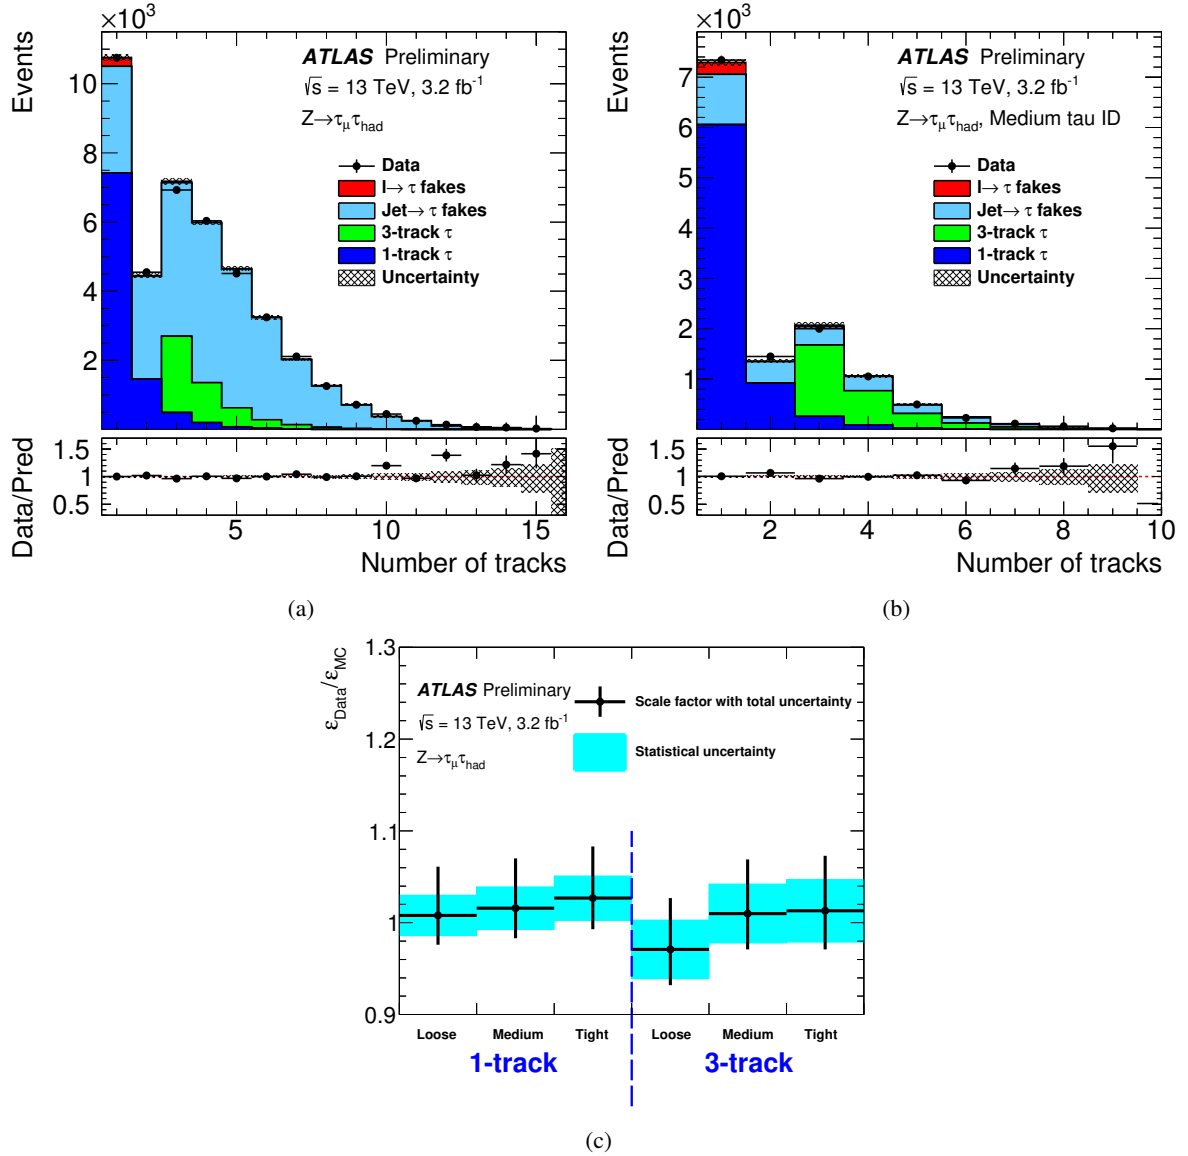 ×10³
Events
ATLAS Preliminary
√s = 13 TeV, 3.2 fb⁻¹
Z→τμτhad
Data
l→ τ fakes
Jet→ τ fakes
3-track τ
1-track τ
Uncertainty
10
8
6
4
2
Data/Pred
1.5
1
0.5
5 10 15
Number of tracks
(a)
×10³
Events
ATLAS Preliminary
√s = 13 TeV, 3.2 fb⁻¹
Z→τμτhad, Medium tau ID
Data
l→ τ fakes
Jet→ τ fakes
3-track τ
1-track τ
Uncertainty
7
6
5
4
3
2
1
Data/Pred
1.5
1
0.5
2 4 6 8 10
Number of tracks
(b)
εData/εMC
1.3
1.2
1.1
1
0.9
ATLAS Preliminary
√s = 13 TeV, 3.2 fb⁻¹
Z→τμτhad
Scale factor with total uncertainty
Statistical uncertainty
Loose Medium Tight Loose Medium Tight
1-track 3-track
(c)